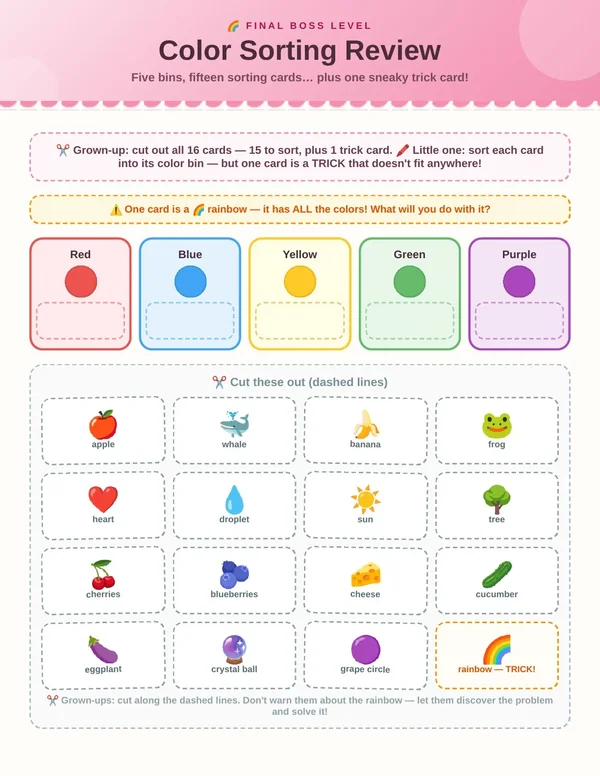 🌈 FINAL BOSS LEVEL
Color Sorting Review
Five bins, fifteen sorting cards… plus one sneaky trick card!
✂️ Grown-up: cut out all 16 cards — 15 to sort, plus 1 trick card. 🖍️ Little one: sort each card
into its color bin — but one card is a TRICK that doesn't fit anywhere!
⚠️ One card is a 🌈 rainbow — it has ALL the colors! What will you do with it?
Red Blue Yellow Green Purple
✂️ Cut these out (dashed lines)
apple whale banana frog
heart droplet sun tree
cherries blueberries cheese cucumber
eggplant crystal ball grape circle rainbow — TRICK!
✂️ Grown-ups: cut along the dashed lines. Don't warn them about the rainbow — let them discover the problem
and solve it!